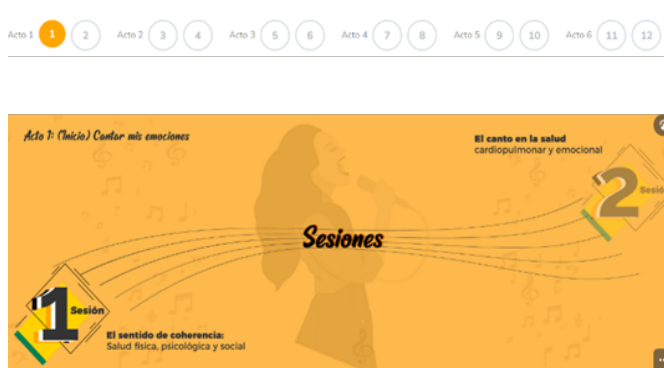 Acto 1 1 2 Acto 2 3 4 Acto 3 5 6 Acto 4 7 8 Acto 5 9 10 Acto 6 11 12
Acto 1: (Inicio) Cantar mis emociones
El canto en la salud
cardiopulmonar y emocional
2
Sesión
Sesiones
1
Sesión
El sentido de coherencia:
Salud física, psicológica y social